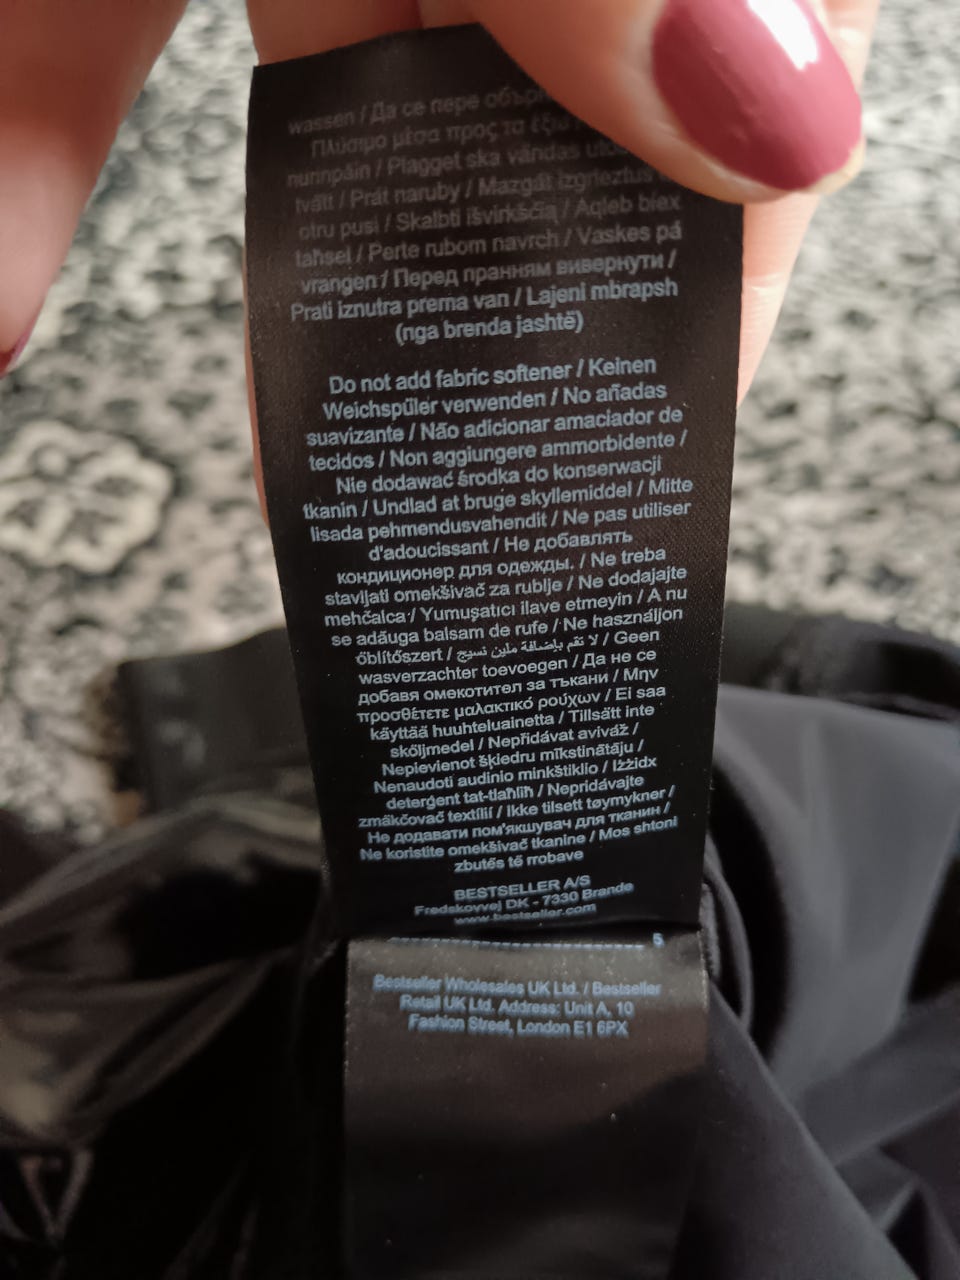 wassen / Да се пере обърн
Πλύσιμο μέσα προς τα έξω /
nurinpäin / Plagget ska vändas uto
tvätt / Prát naruby / Mazgāt izgrieztus
otru pusi / Skalbti išvirkščią / Aqleb biex
taħsel / Perte rubom navrch / Vaskes på
vrangen / Перед пранням вивернути /
Prati iznutra prema van / Lajeni mbrapsh
(nga brenda jashtë)
Do not add fabric softener / Keinen
Weichspüler verwenden / No añadas
suavizante / Não adicionar amaciador de
tecidos / Non aggiungere ammorbidente /
Nie dodawać środka do konserwacji
tkanin / Undlad at bruge skyllemiddel / Mitte
lisada pehmendusvahendit / Ne pas utiliser
d'adoucissant / Не добавлять
кондиционер для одежды. / Ne treba
stavljati omekšivač za rublje / Ne dodajajte
mehčalca / Yumuşatıcı ilave etmeyin / A nu
se adăuga balsam de rufe / Ne használjon
öblítőszert / لا تقم بإضافة ملين نسيج / Geen
wasverzachter toevoegen / Да не се
добавя омекотител за тъкани / Μην
προσθέτετε μαλακτικό ρούχων / Ei saa
käyttää huuhteluainetta / Tillsätt inte
sköljmedel / Nepřidávat aviváž /
Nepievienot šķiedru mīkstinātāju /
Nenaudoti audinio minkštiklio / Iżżidx
deterġent tat-tlaħliħ / Nepridávajte
zmäkčovač textílií / Ikke tilsett tøymykner /
Не додавати пом'якшувач для тканин /
Ne koristite omekšivač tkanine / Mos shtoni
zbutës të rrobave
BESTSELLER A/S
Fredskovvej DK - 7330 Brande
www.bestseller.com
5
Bestseller Wholesales UK Ltd. / Bestseller
Retail UK Ltd. Address: Unit A, 10
Fashion Street, London E1 6PX